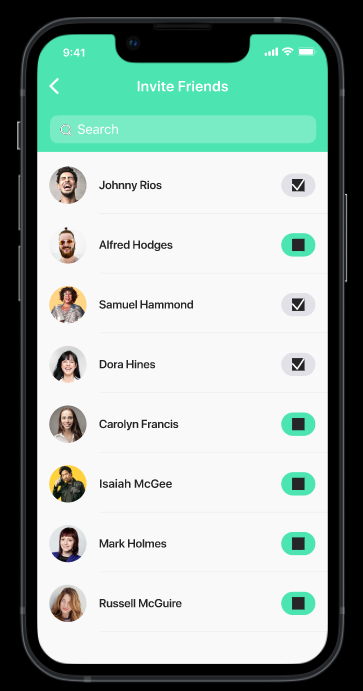 9:41
Invite Friends
Search
Johnny Rios
Alfred Hodges
Samuel Hammond
Dora Hines
Carolyn Francis
Isaiah McGee
Mark Holmes
Russell McGuire